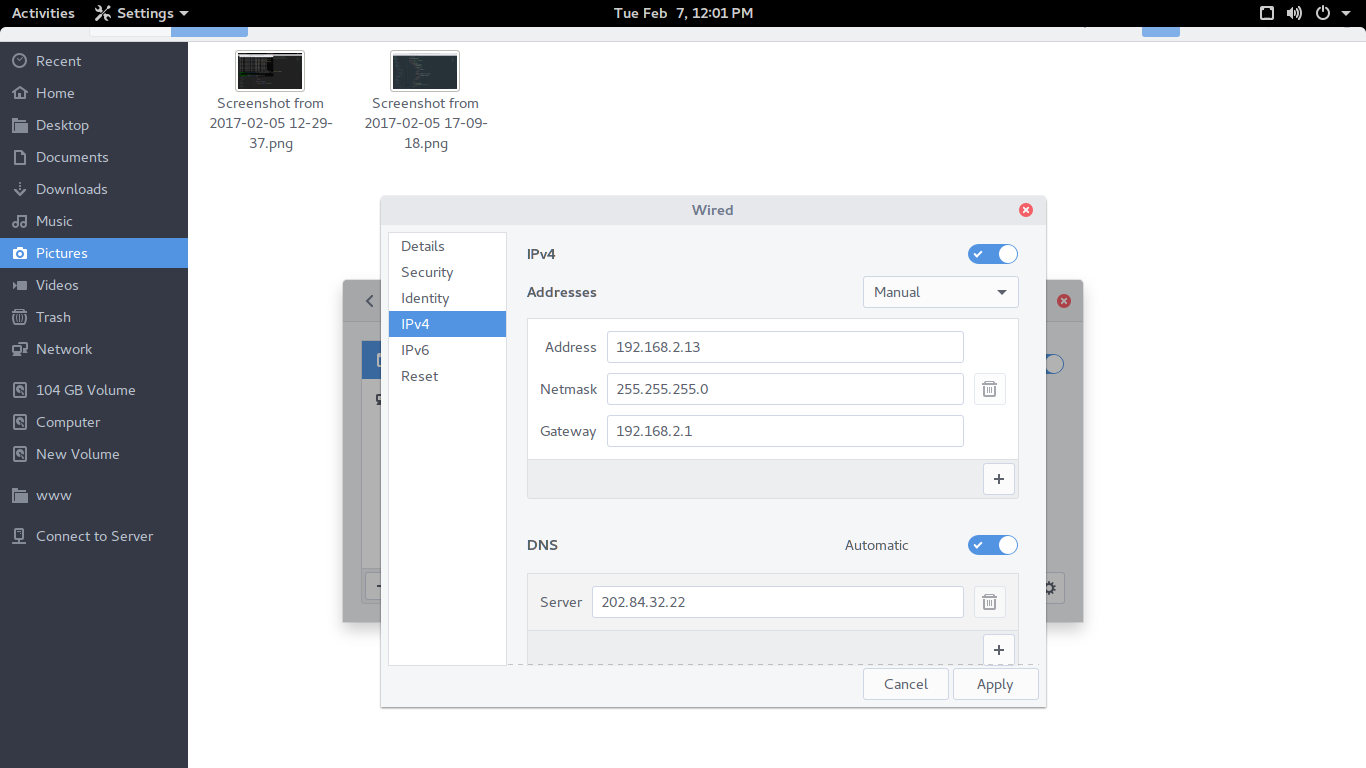 Activities Settings Tue Feb 7, 12:01 PM
Recent
Home
Desktop
Documents
Downloads
Music
Pictures
Videos
Trash
Network
104 GB Volume
Computer
New Volume
www
Connect to Server
Screenshot from
2017-02-05 12-29-
37.png
Screenshot from
2017-02-05 17-09-
18.png
Wired
Details
Security
Identity
IPv4
IPv6
Reset
IPv4
Addresses Manual
Address 192.168.2.13
Netmask 255.255.255.0
Gateway 192.168.2.1
+
DNS Automatic
Server 202.84.32.22
+
Cancel Apply